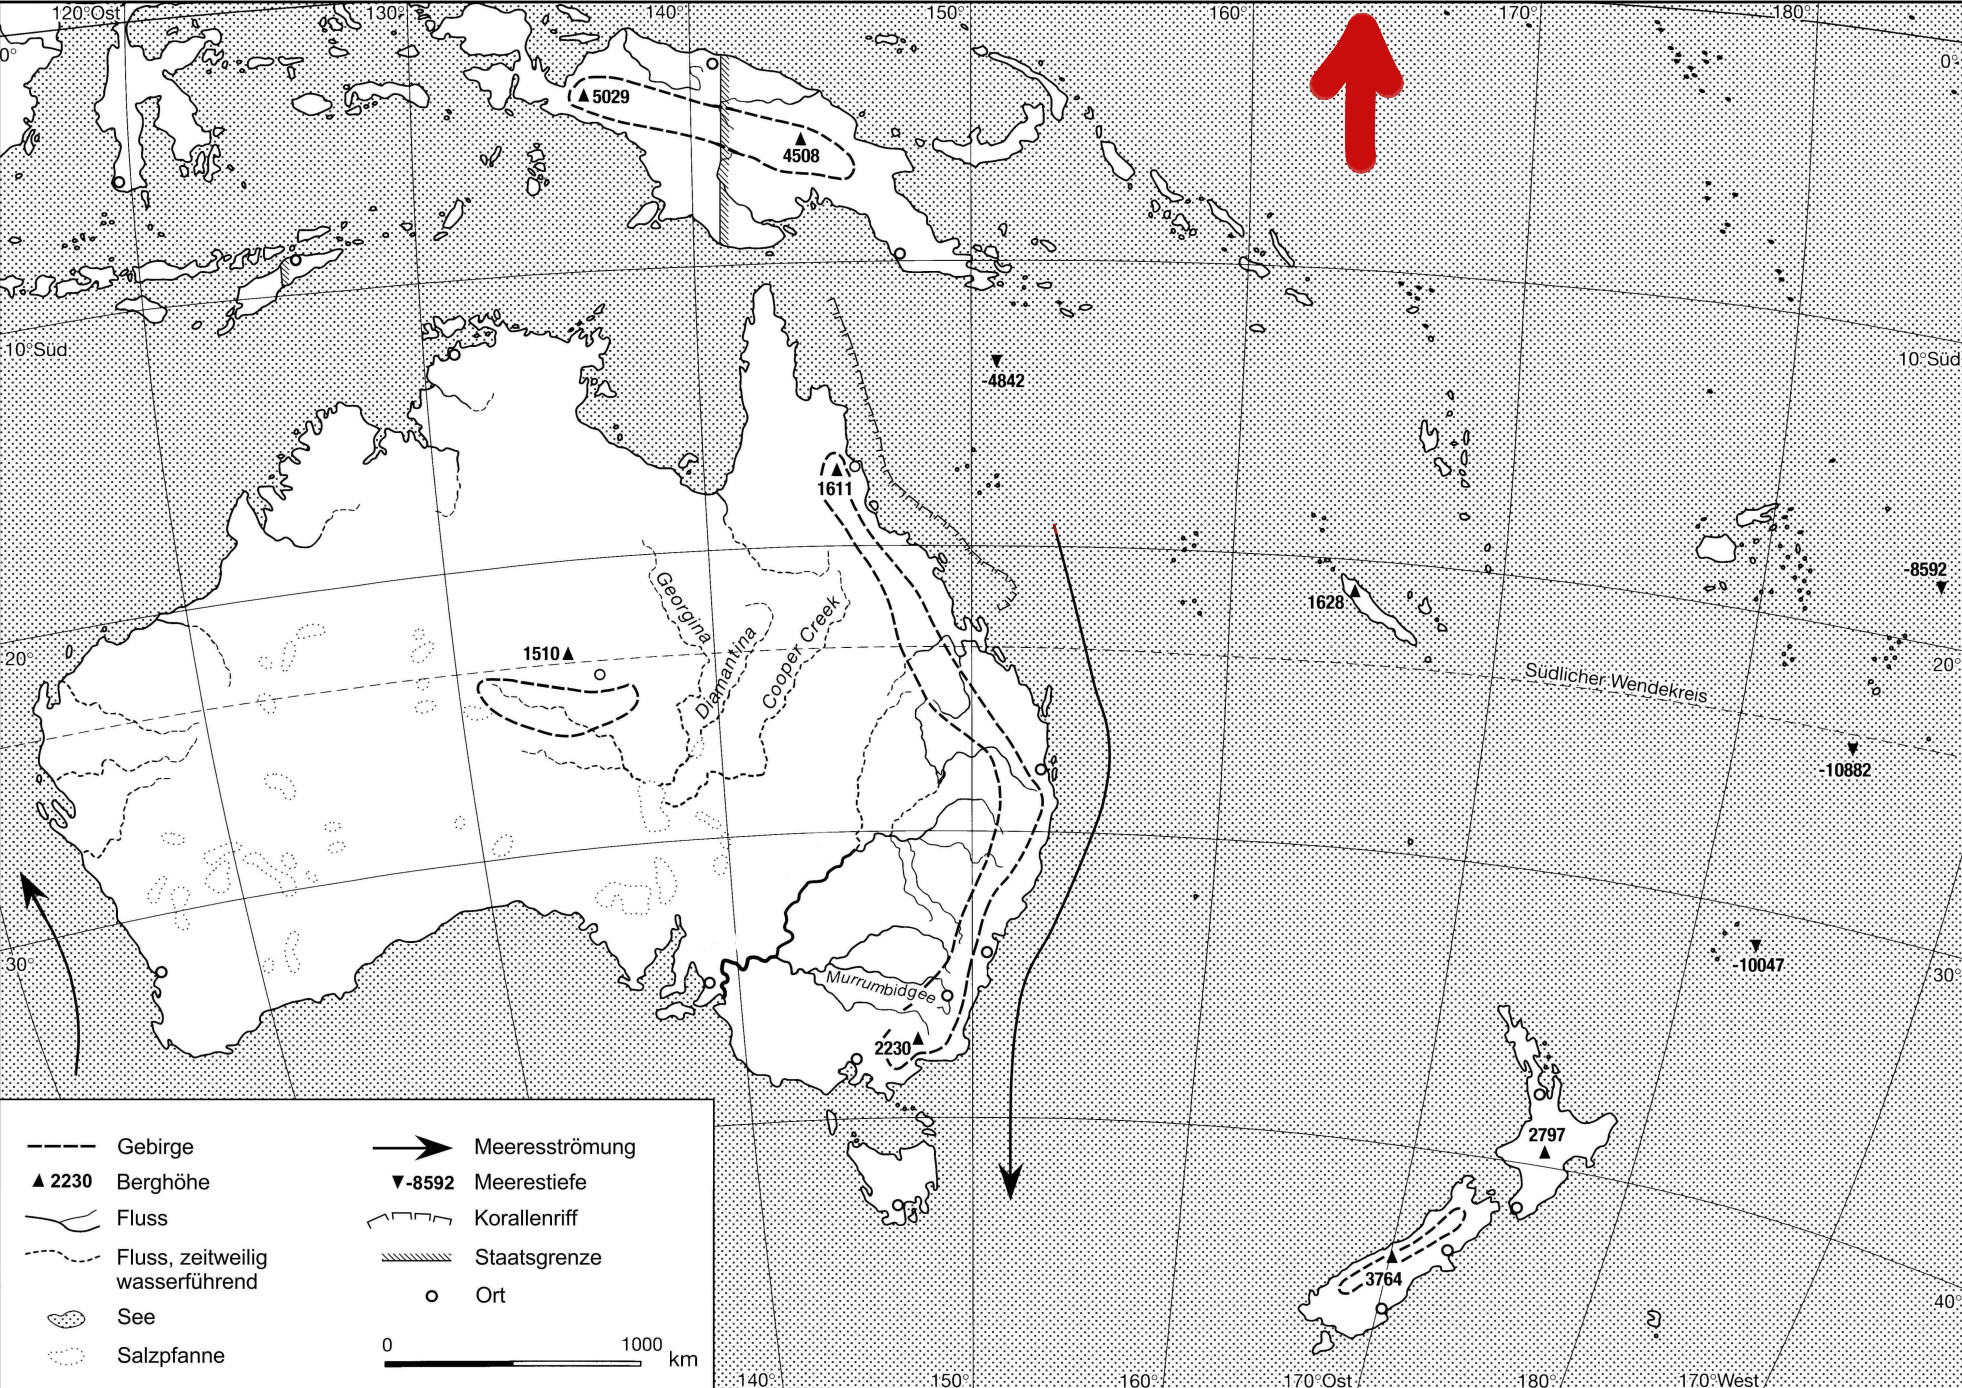 120°Ost
130°
140°
150°
160°
170°
180°
0°
0°
5029
4508
10°Süd
10°Süd
-4842
1611
-8592
1628
Georgina
Diamantina
Cooper Creek
1510
20°
20°
Südlicher Wendekreis
-10882
30°
30°
-10047
Murrumbidgee
2230
2797
3764
40°
Gebirge
2230 Berghöhe
Fluss
Fluss, zeitweilig
wasserführend
See
Salzpfanne
Meeresströmung
-8592 Meerestiefe
Korallenriff
Staatsgrenze
Ort
0 1000 km
140°
150°
160°
170°Ost
180°
170°West